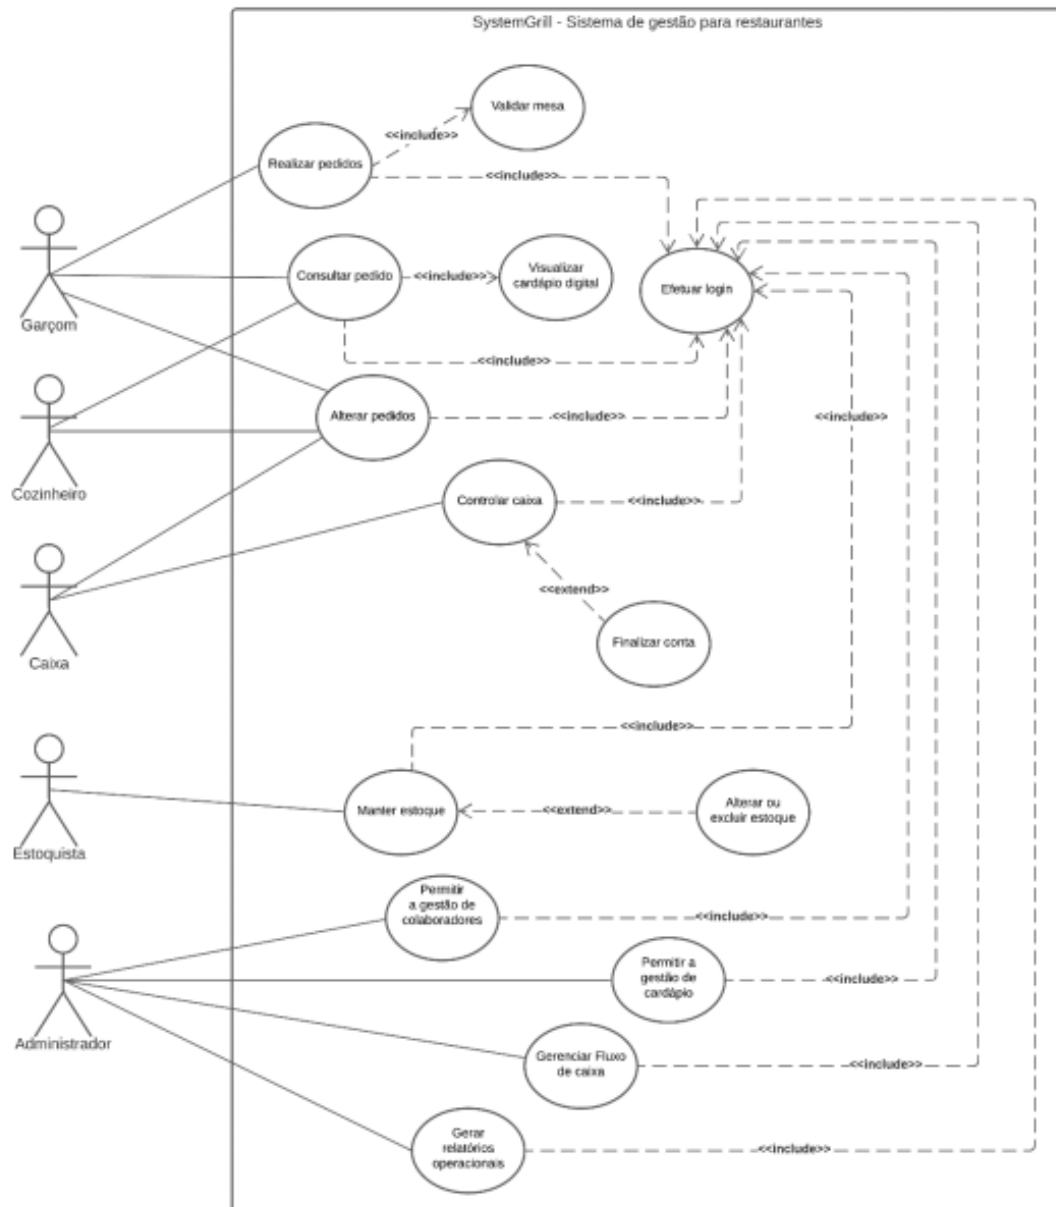 SystemGrill - Sistema de gestão para restaurantes
Validar mesa
<<include>>
Realizar pedidos
<<include>>
Garçom
Consultar pedido
<<include>>
Visualizar
cardápio digital
Efetuar login
<<include>>
Cozinheiro
Alterar pedidos
<<include>>
<<include>>
Controlar caixa
<<include>>
<<extend>>
Finalizar conta
Caixa
<<include>>
Estoquista
Manter estoque
<<extend>>
Alterar ou
excluir estoque
Permitir
a gestão de
colaboradores
<<include>>
Administrador
Permitir a
gestão de
cardápio
<<include>>
Gerenciar Fluxo
de caixa
<<include>>
Gerar
relatórios
operacionais
<<include>>